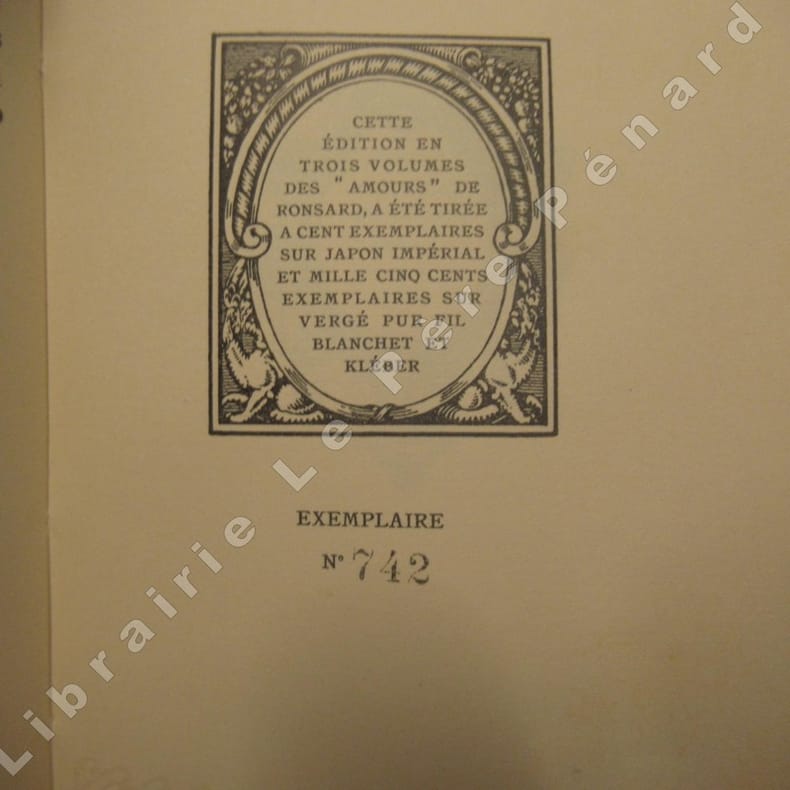 CETTE
ÉDITION EN
TROIS VOLUMES
DES "AMOURS" DE
RONSARD, A ÉTÉ TIRÉE
A CENT EXEMPLAIRES
SUR JAPON IMPÉRIAL
ET MILLE CINQ CENTS
EXEMPLAIRES SUR
VERGÉ PUR FIL
BLANCHET ET
KLÉBER
EXEMPLAIRE
N° 742
Librairie Le Père Pénard